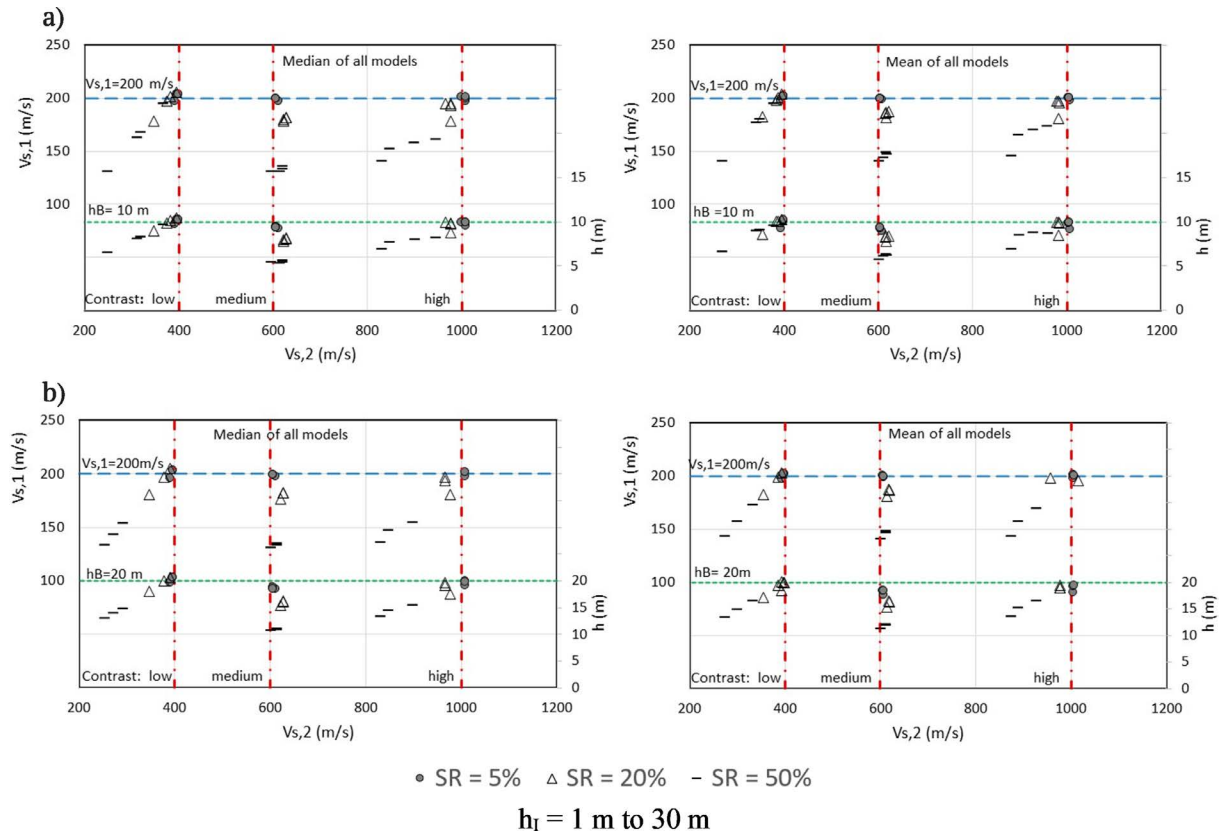 a)
Median of all models
Vs,1=200 m/s
hB= 10 m
Contrast: low medium high
250
200
150
100
15
10
5
0
200 400 600 800 1000 1200
Vs,1 (m/s)
h (m)
Vs,2 (m/s)
Mean of all models
Vs,1=200 m/s
hB =10 m
Contrast: low medium high
250
200
150
100
15
10
5
0
200 400 600 800 1000 1200
Vs,1 (m/s)
h (m)
Vs,2 (m/s)
b)
Median of all models
Vs,1=200m/s
hB=20 m
Contrast: low medium high
250
200
150
100
20
15
10
5
0
200 400 600 800 1000 1200
Vs,1 (m/s)
h (m)
Vs,2 (m/s)
Mean of all models
Vs,1=200m/s
hB= 20m
Contrast: low medium high
250
200
150
100
20
15
10
5
0
200 400 600 800 1000 1200
Vs,1 (m/s)
h (m)
Vs,2 (m/s)
SR = 5% SR = 20% SR = 50%
hI = 1 m to 30 m